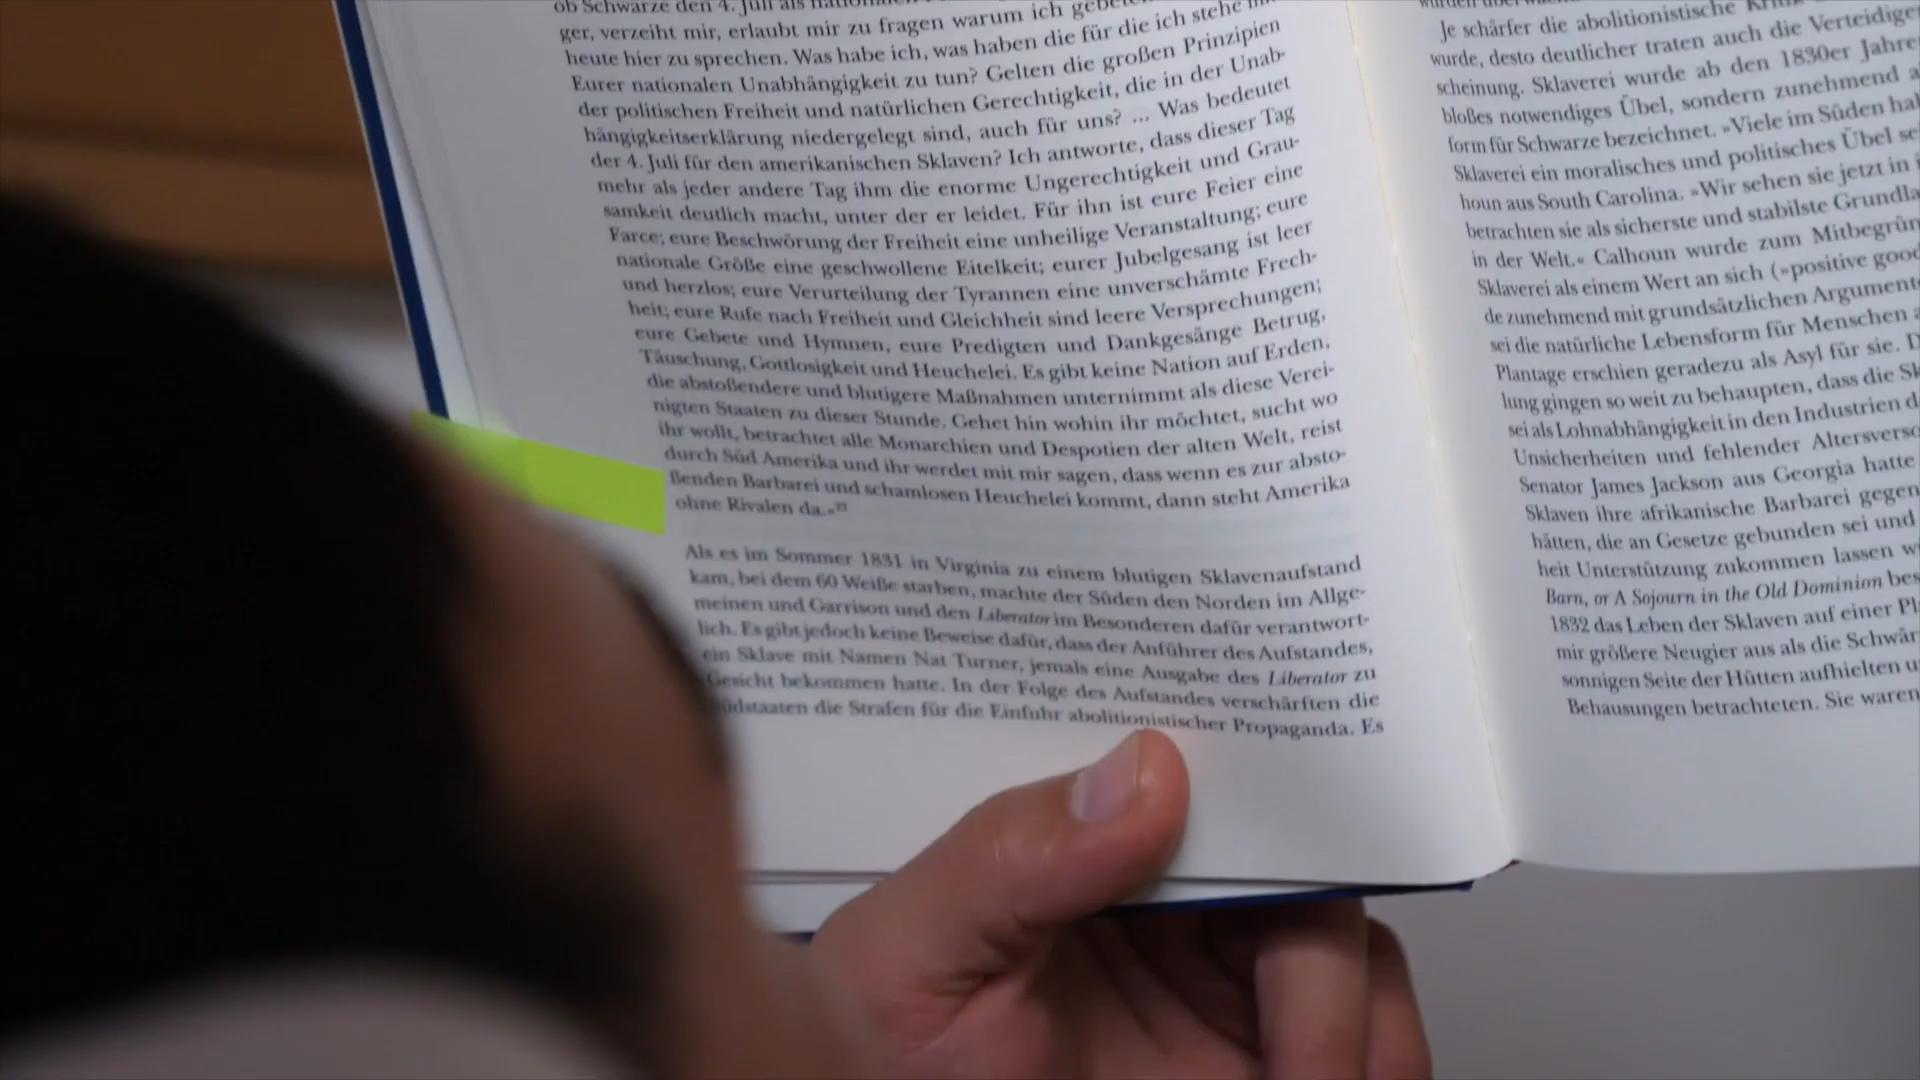 ob Schwarze den 4. Juli als
ger, verzeiht mir, erlaubt mir zu fragen warum ich
heute hier zu sprechen. Was habe ich, was haben die für die ich stehe mit
Eurer nationalen Unabhängigkeit zu tun? Gelten die großen Prinzipien
der politischen Freiheit und natürlichen Gerechtigkeit, die in der Unab-
hängigkeitserklärung niedergelegt sind, auch für uns? ... Was bedeutet
der 4. Juli für den amerikanischen Sklaven? Ich antworte, dass dieser Tag
mehr als jeder andere Tag ihm die enorme Ungerechtigkeit und Grau-
samkeit deutlich macht, unter der er leidet. Für ihn ist eure Feier eine
Farce; eure Beschwörung der Freiheit eine unheilige Veranstaltung; eure
nationale Größe eine geschwollene Eitelkeit; eurer Jubelgesang ist leer
und herzlos; eure Verurteilung der Tyrannen eine unverschämte Frech-
heit; eure Rufe nach Freiheit und Gleichheit sind leere Versprechungen;
eure Gebete und Hymnen, eure Predigten und Dankgesänge Betrug,
Täuschung, Gottlosigkeit und Heuchelei. Es gibt keine Nation auf Erden,
die abstoßendere und blutigere Maßnahmen unternimmt als diese Verei-
nigten Staaten zu dieser Stunde. Gehet hin wohin ihr möchtet, sucht wo
ihr wollt, betrachtet alle Monarchien und Despotien der alten Welt, reist
durch Süd Amerika und ihr werdet mit mir sagen, dass wenn es zur absto-
ßenden Barbarei und schamlosen Heuchelei kommt, dann steht Amerika
ohne Rivalen da.«
Als es im Sommer 1831 in Virginia zu einem blutigen Sklavenaufstand
kam, bei dem 60 Weiße starben, machte der Süden den Norden im Allge-
meinen und Garrison und den Liberator im Besonderen dafür verantwort-
lich. Es gibt jedoch keine Beweise dafür, dass der Anführer des Aufstandes,
ein Sklave mit Namen Nat Turner, jemals eine Ausgabe des Liberator zu
Gesicht bekommen hatte. In der Folge des Aufstandes verschärften die
üdstaaten die Strafen für die Einfuhr abolitionistischer Propaganda. Es
Je schärfer die abolitionistische Kritik
wurde, desto deutlicher traten auch die Verteidiger
scheinung. Sklaverei wurde ab den 1830er Jahre
bloßes notwendiges Übel, sondern zunehmend a
form für Schwarze bezeichnet. »Viele im Süden hal
Sklaverei ein moralisches und politisches Übel se
houn aus South Carolina. »Wir sehen sie jetzt in i
betrachten sie als sicherste und stabilste Grundla
in der Welt.« Calhoun wurde zum Mitbegrün
Sklaverei als einem Wert an sich (»positive good
de zunehmend mit grundsätzlichen Argumente
sei die natürliche Lebensform für Menschen a
Plantage erschien geradezu als Asyl für sie. D
lung gingen so weit zu behaupten, dass die Sk
sei als Lohnabhängigkeit in den Industrien d
Unsicherheiten und fehlender Altersverso
Senator James Jackson aus Georgia hatte
Sklaven ihre afrikanische Barbarei gegen
hätten, die an Gesetze gebunden sei und
heit Unterstützung zukommen lassen w
Barn, or A Sojourn in the Old Dominion bes
1832 das Leben der Sklaven auf einer Pl
mir größere Neugier aus als die Schwär
sonnigen Seite der Hütten aufhielten u
Behausungen betrachteten. Sie waren